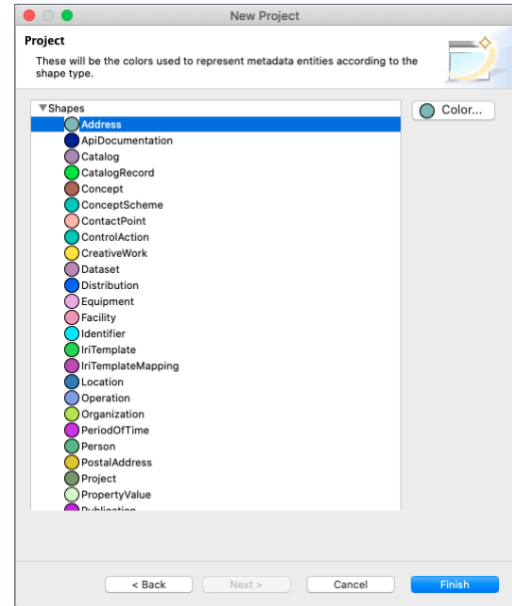 New Project
Project
These will be the colors used to represent metadata entities according to the
shape type.
Shapes
Color...
Address
ApiDocumentation
Catalog
CatalogRecord
Concept
ConceptScheme
ContactPoint
ControlAction
CreativeWork
Dataset
Distribution
Equipment
Facility
Identifier
IriTemplate
IriTemplateMapping
Location
Operation
Organization
PeriodOfTime
Person
PostalAddress
Project
PropertyValue
Publication
< Back
Next >
Cancel
Finish